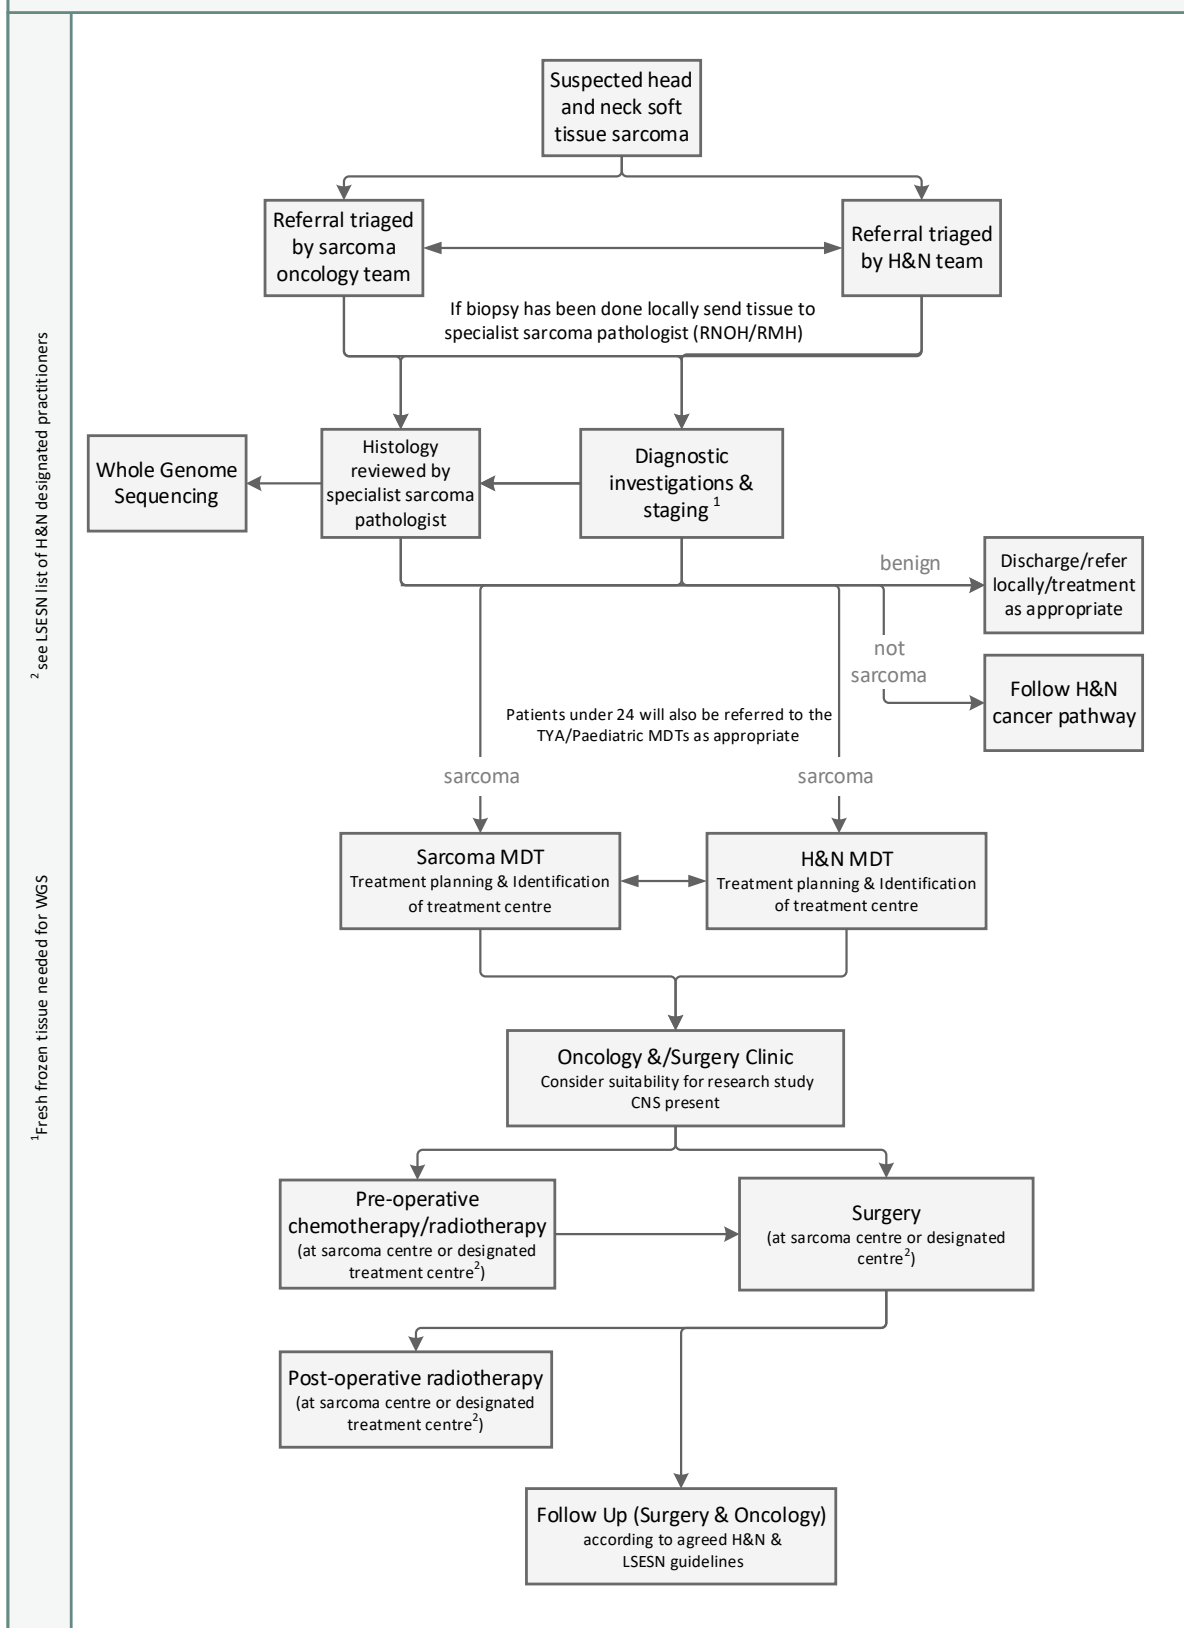 Suspected head
and neck soft
tissue sarcoma
Referral triaged
by sarcoma
oncology team
Referral triaged
by H&N team
If biopsy has been done locally send tissue to
specialist sarcoma pathologist (RNOH/RMH)
Whole Genome
Sequencing
Histology
reviewed by
specialist sarcoma
pathologist
Diagnostic
investigations &
staging 1
benign
Discharge/refer
locally/treatment
as appropriate
not
sarcoma
Follow H&N
cancer pathway
Patients under 24 will also be referred to the
TYA/Paediatric MDTs as appropriate
sarcoma
sarcoma
Sarcoma MDT
Treatment planning & Identification
of treatment centre
H&N MDT
Treatment planning & Identification
of treatment centre
Oncology &/Surgery Clinic
Consider suitability for research study
CNS present
Pre-operative
chemotherapy/radiotherapy
(at sarcoma centre or designated
treatment centre2)
Surgery
(at sarcoma centre or designated
centre2)
Post-operative radiotherapy
(at sarcoma centre or designated
treatment centre2)
Follow Up (Surgery & Oncology)
according to agreed H&N &
LSESN guidelines
1Fresh frozen tissue needed for WGS
2 see LSESN list of H&N designated practitioners